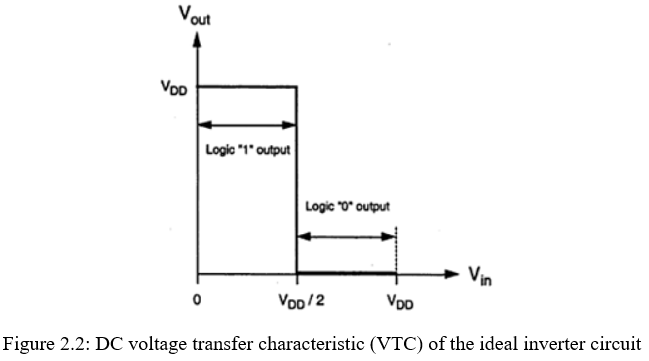 Vout
VDD
Logic "1" output
Logic "0" output
Vin
0
VDD / 2
VDD
Figure 2.2: DC voltage transfer characteristic (VTC) of the ideal inverter circuit